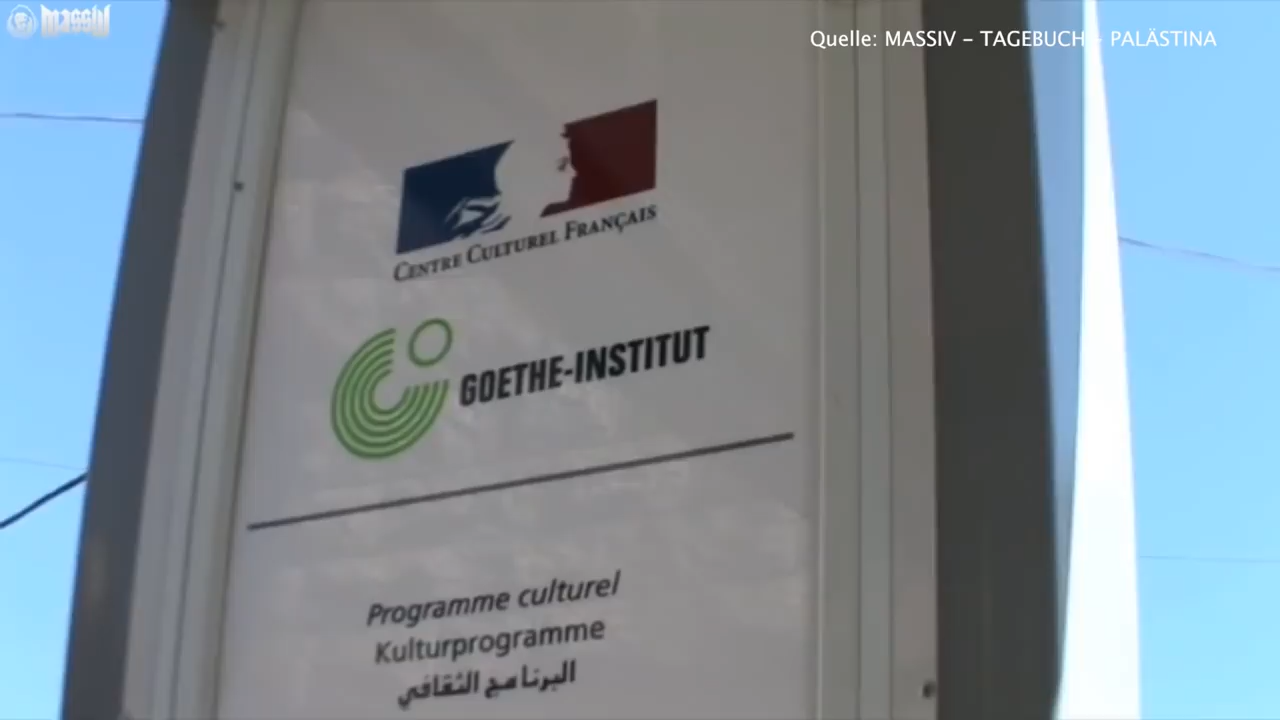 MASSIV
Quelle: MASSIV – TAGEBUCH – PALÄSTINA
CENTRE CULTUREL FRANÇAIS
GOETHE-INSTITUT
Programme culturel
Kulturprogramme
البرنامج الثقافي